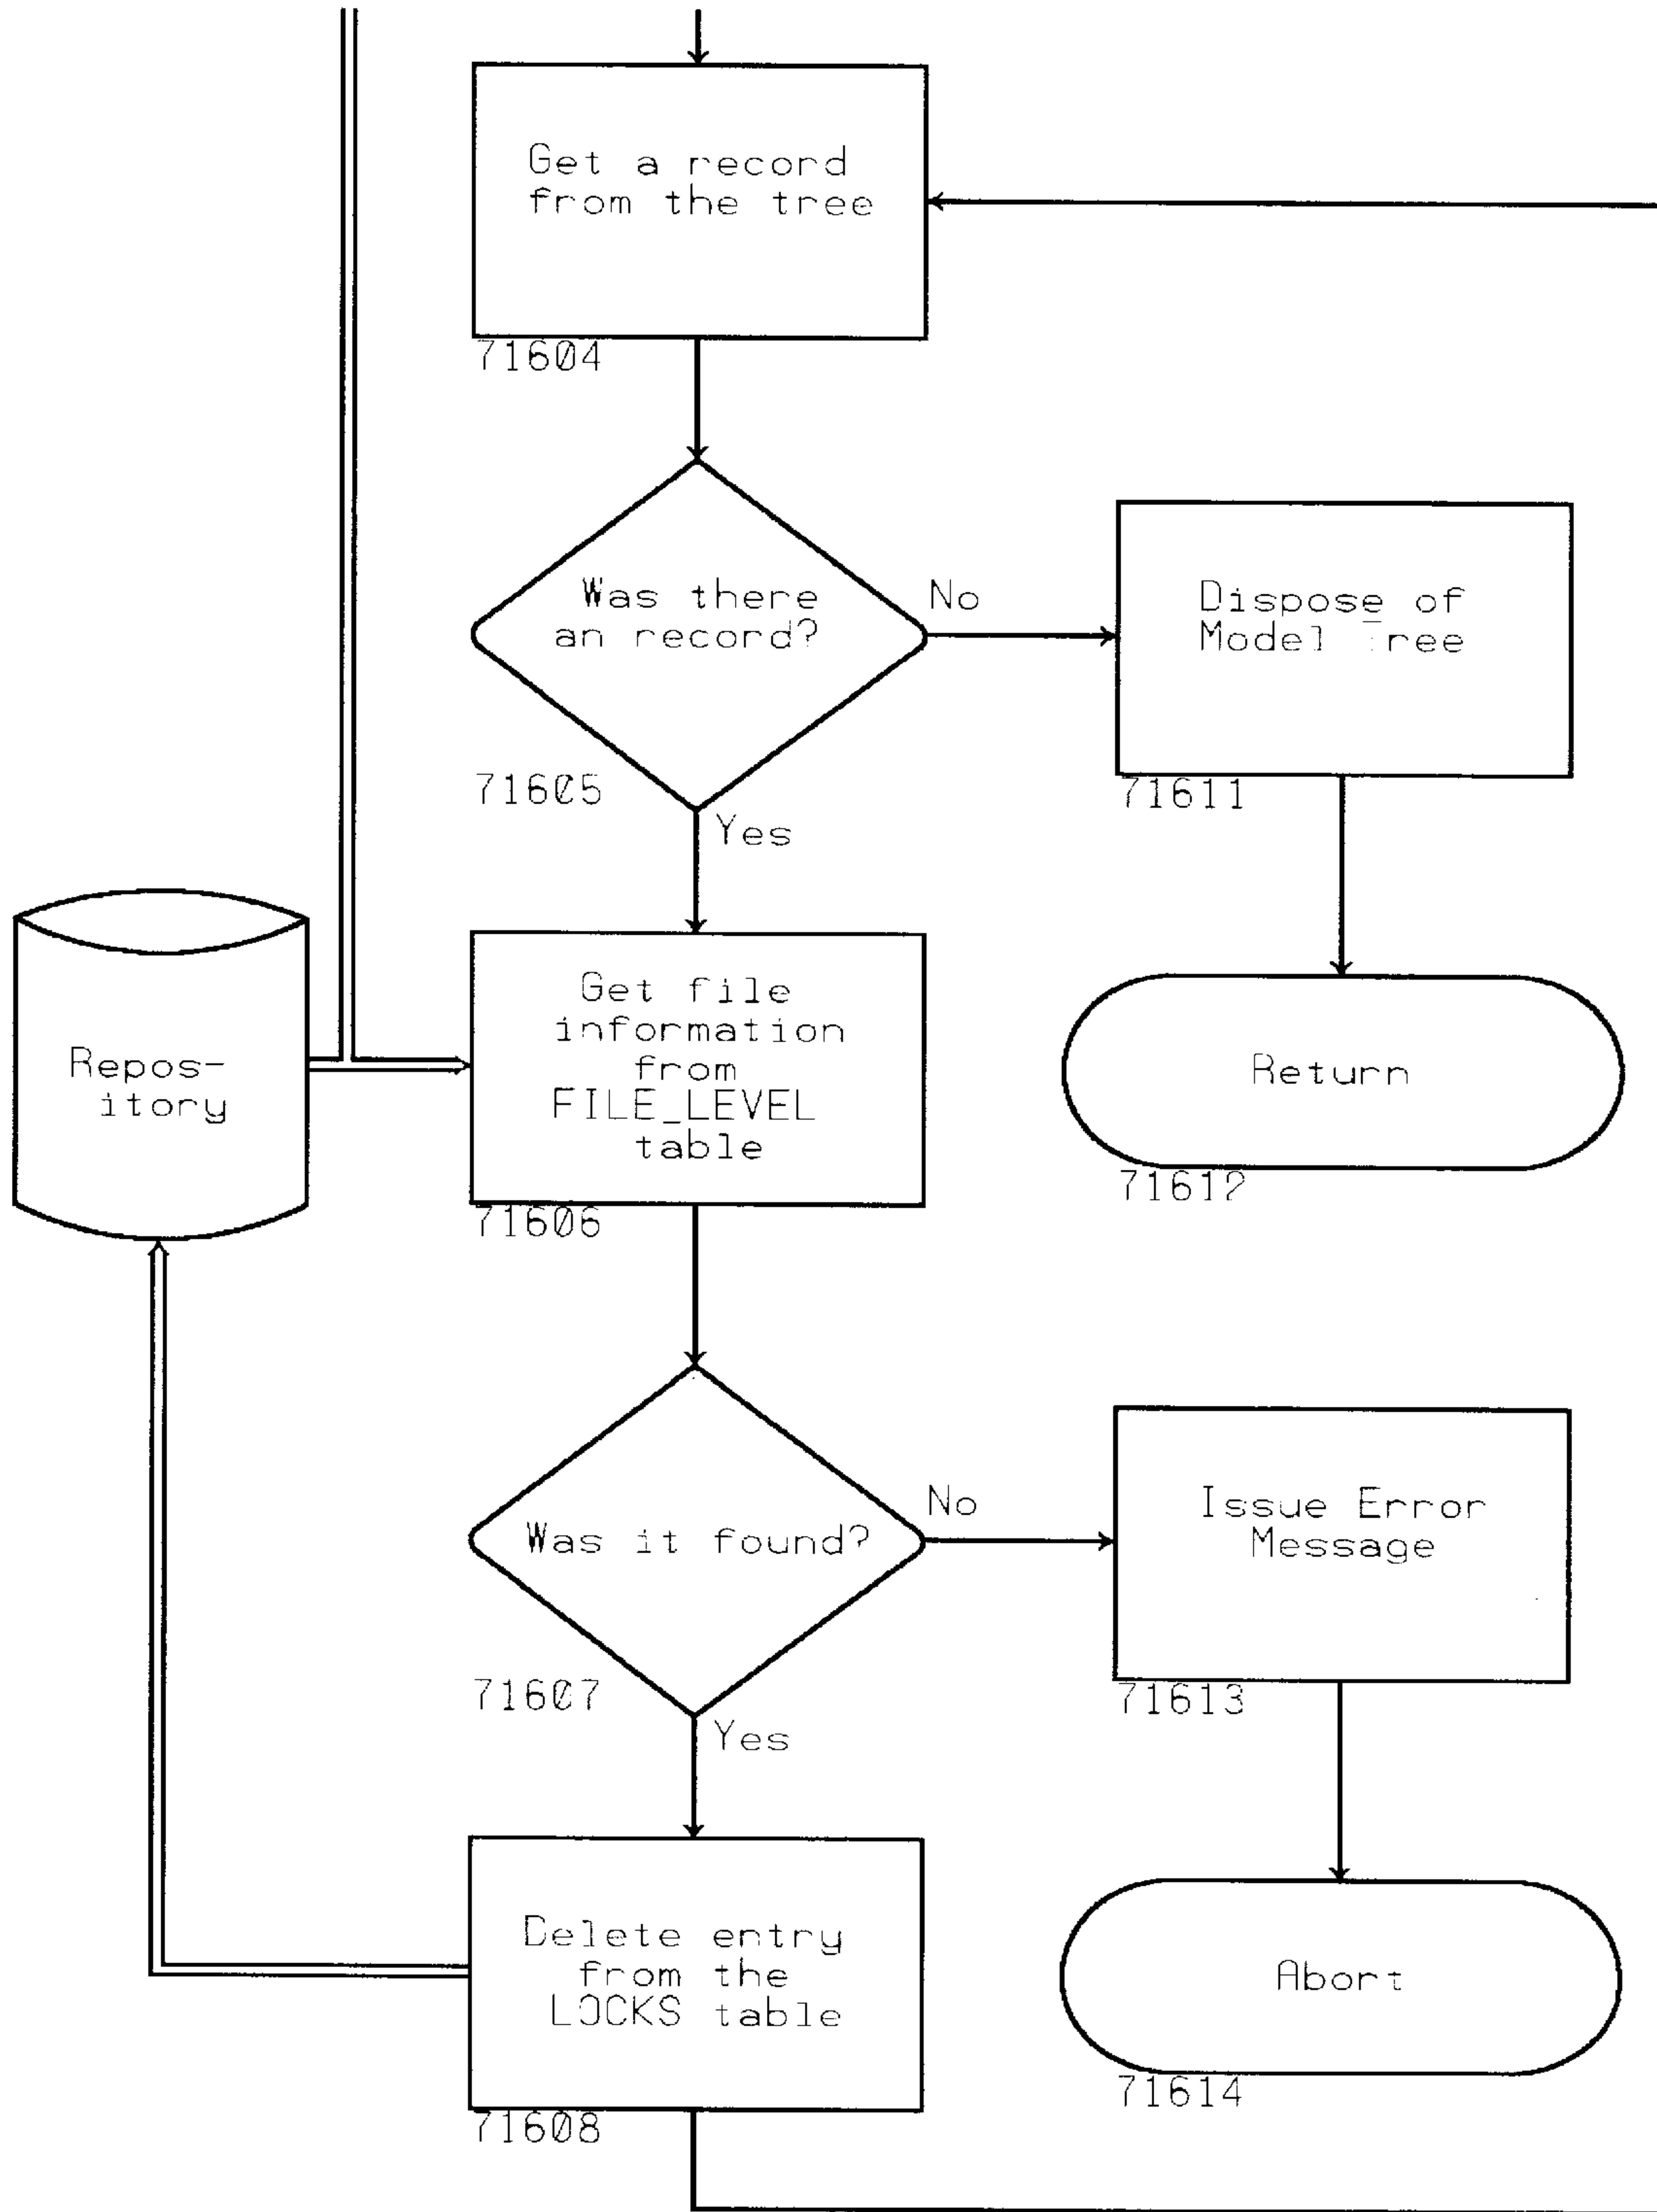 Get a record
from the tree
71604
Was there
an record?
No
71605
Yes
Dispose of
Model Tree
71611
Repos-
itory
Get file
information
from
FILE_LEVEL
table
71606
Return
71612
Was it found?
No
71607
Yes
Issue Error
Message
71613
Delete entry
from the
LOCKS table
71608
Abort
71614